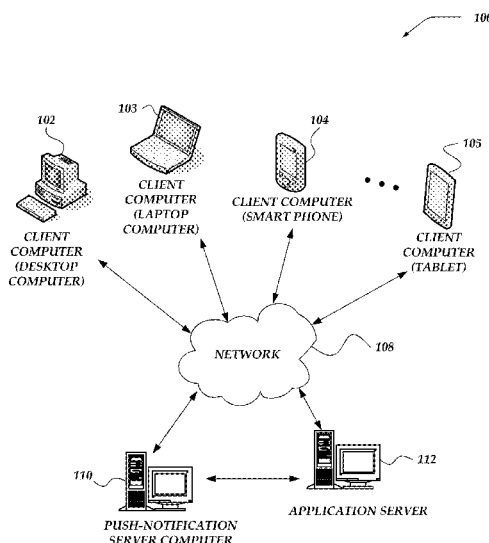 100
102
103
104
105
CLIENT
COMPUTER
(DESKTOP
COMPUTER)
CLIENT
COMPUTER
(LAPTOP
COMPUTER)
CLIENT COMPUTER
(SMART PHONE)
CLIENT
COMPUTER
(TABLET)
NETWORK
108
110
112
PUSH-NOTIFICATION
SERVER COMPUTER
APPLICATION SERVER